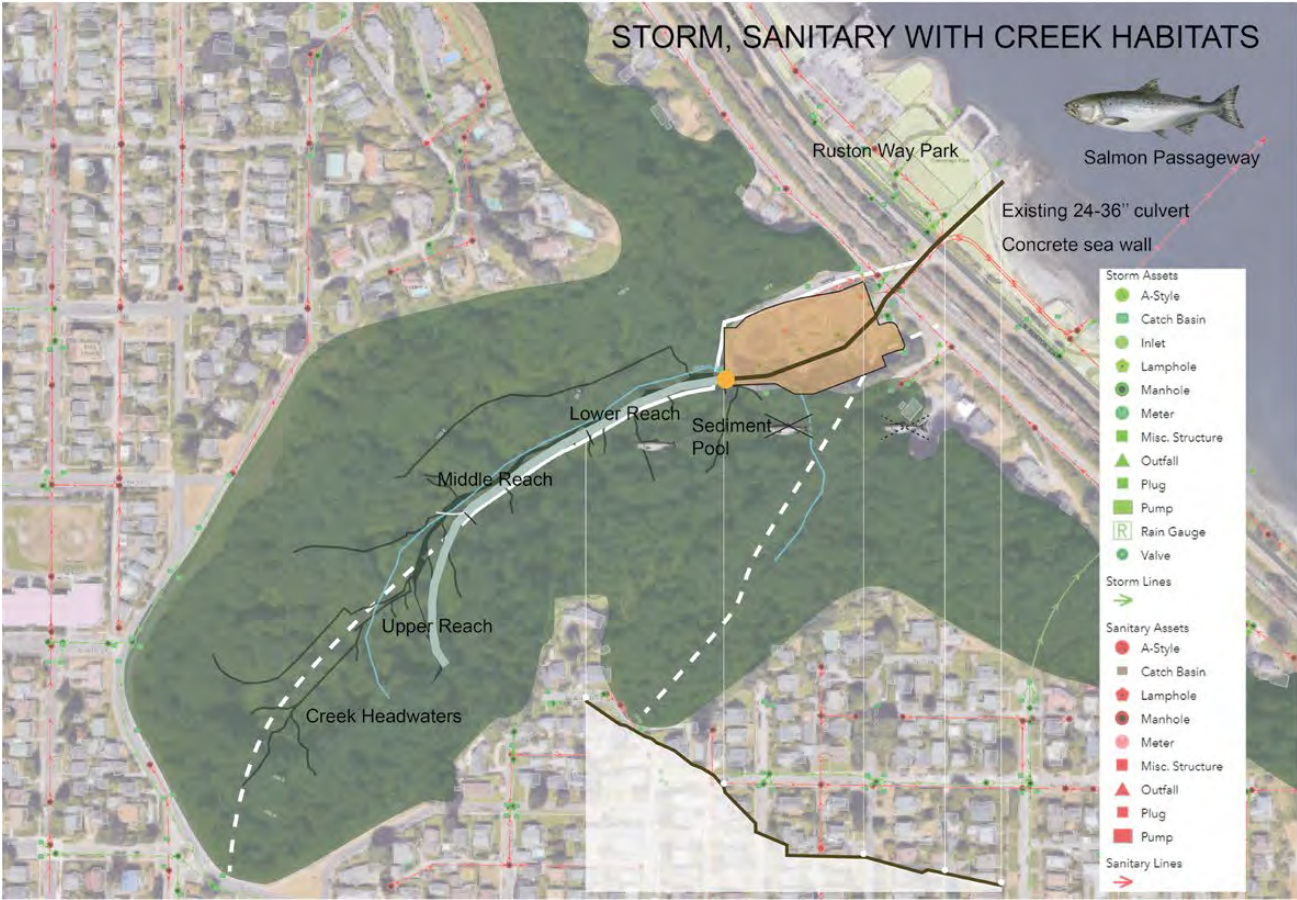 STORM, SANITARY WITH CREEK HABITATS
Ruston Way Park
Salmon Passageway
Existing 24-36" culvert
Concrete sea wall
Lower Reach
Sediment
Pool
Middle Reach
Upper Reach
Creek Headwaters
Storm Assets
A-Style
Catch Basin
Inlet
Lamphole
Manhole
Meter
Misc. Structure
Outfall
Plug
Pump
R Rain Gauge
Valve
Storm Lines
Sanitary Assets
A-Style
Catch Basin
Lamphole
Manhole
Meter
Misc. Structure
Outfall
Plug
Pump
Sanitary Lines